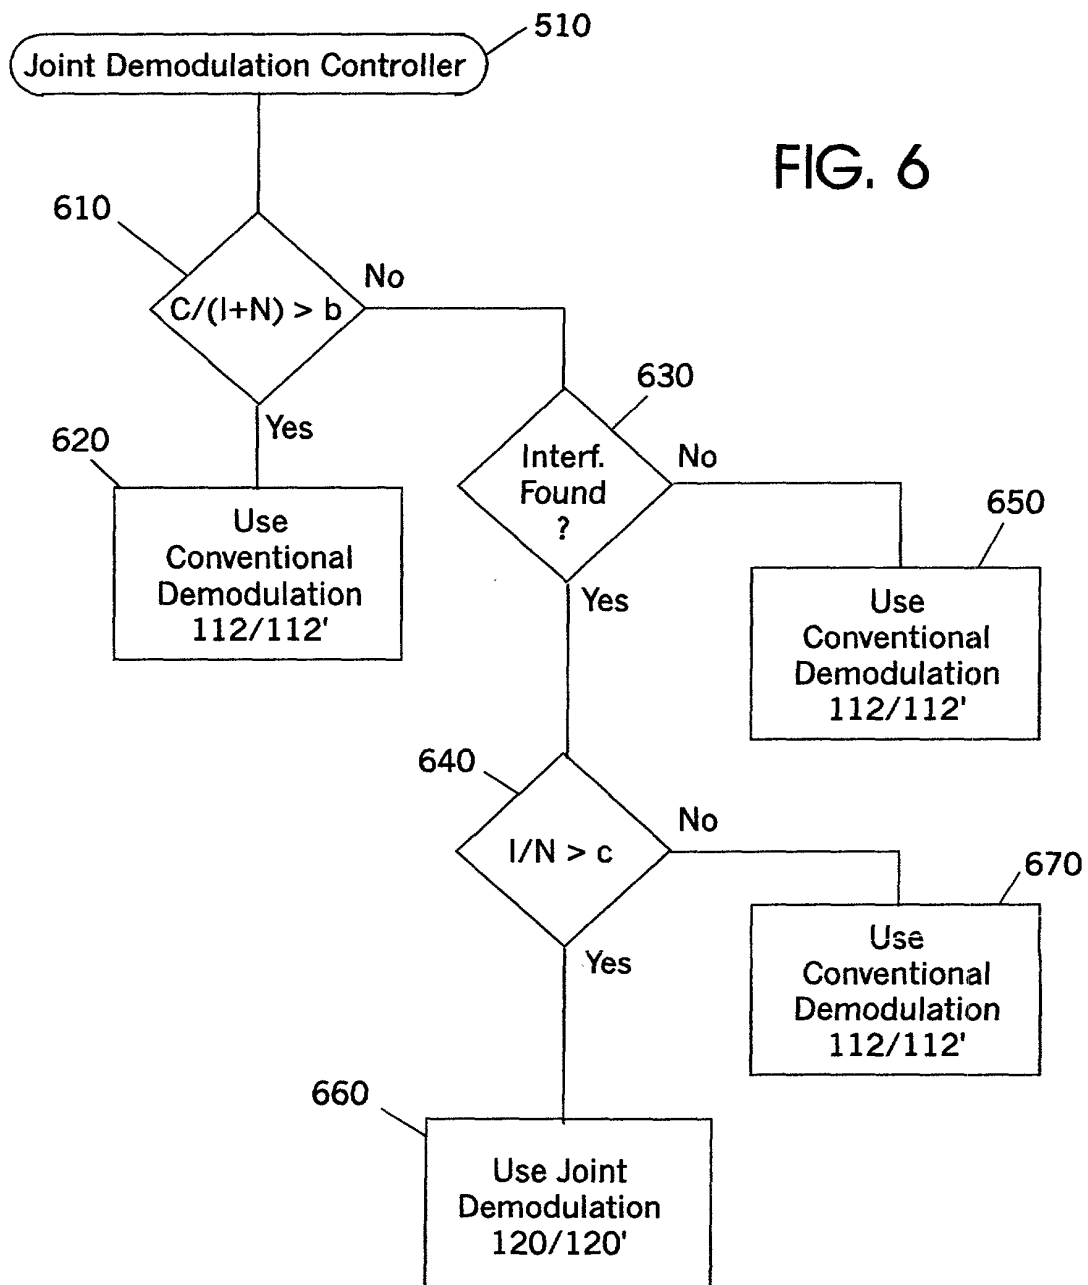 510
Joint Demodulation Controller
FIG. 6
610
C/(I+N) > b
No
Yes
620
Use
Conventional
Demodulation
112/112'
630
Interf.
Found
?
No
Yes
650
Use
Conventional
Demodulation
112/112'
640
I/N > c
No
Yes
670
Use
Conventional
Demodulation
112/112'
660
Use Joint
Demodulation
120/120'